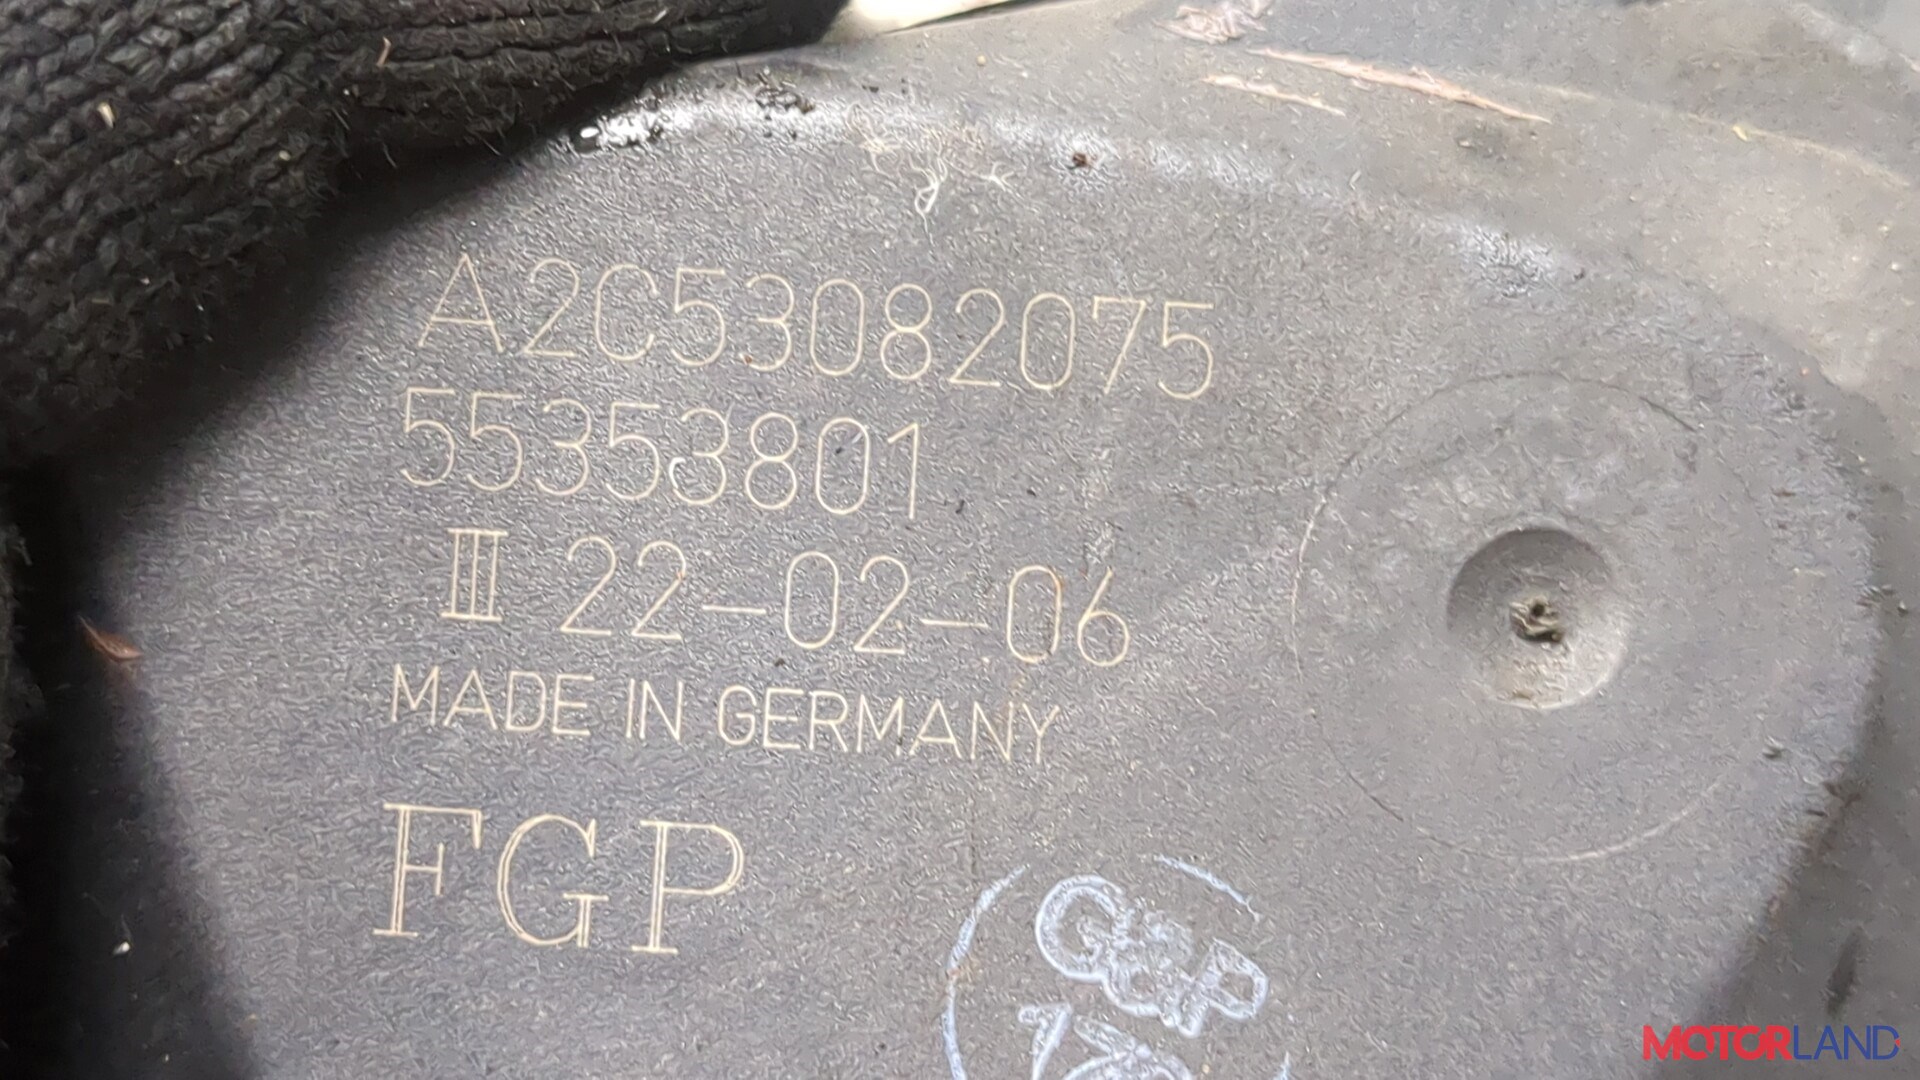 A2C53082075
55353801
III 22-02-06
MADE IN GERMANY
FGP
MOTORLAND